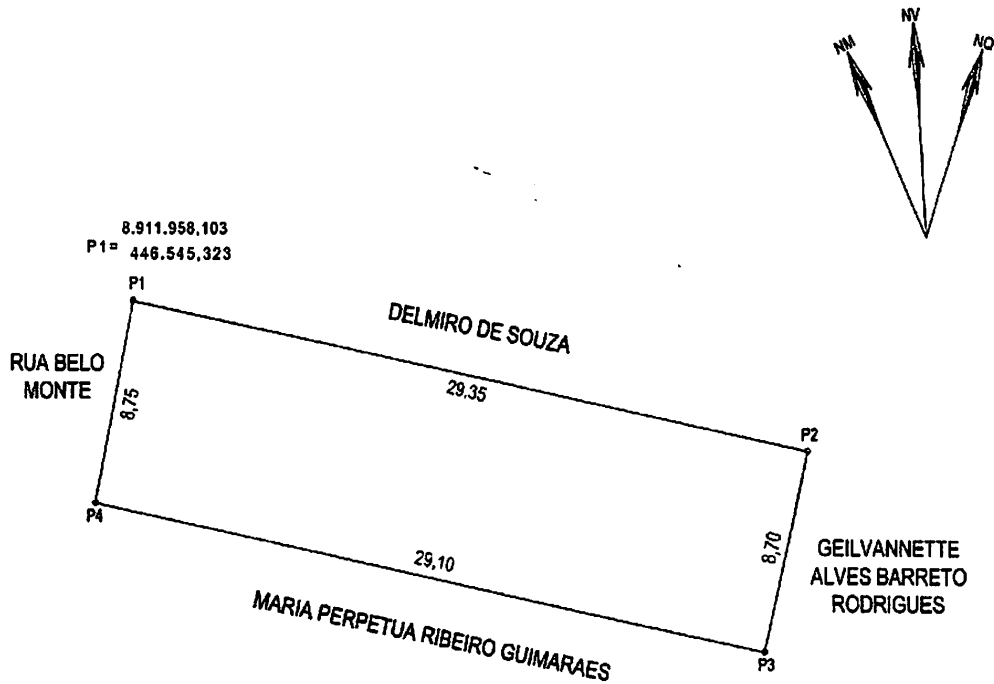 NM
NV
NQ
8.911.958,103
P1=
446.545,323
P1
DELMIRO DE SOUZA
RUA BELO
MONTE
8,75
29,35
P2
P4
29,10
8,70
GEILVANNETTE
ALVES BARRETO
RODRIGUES
MARIA PERPETUA RIBEIRO GUIMARAES
P3